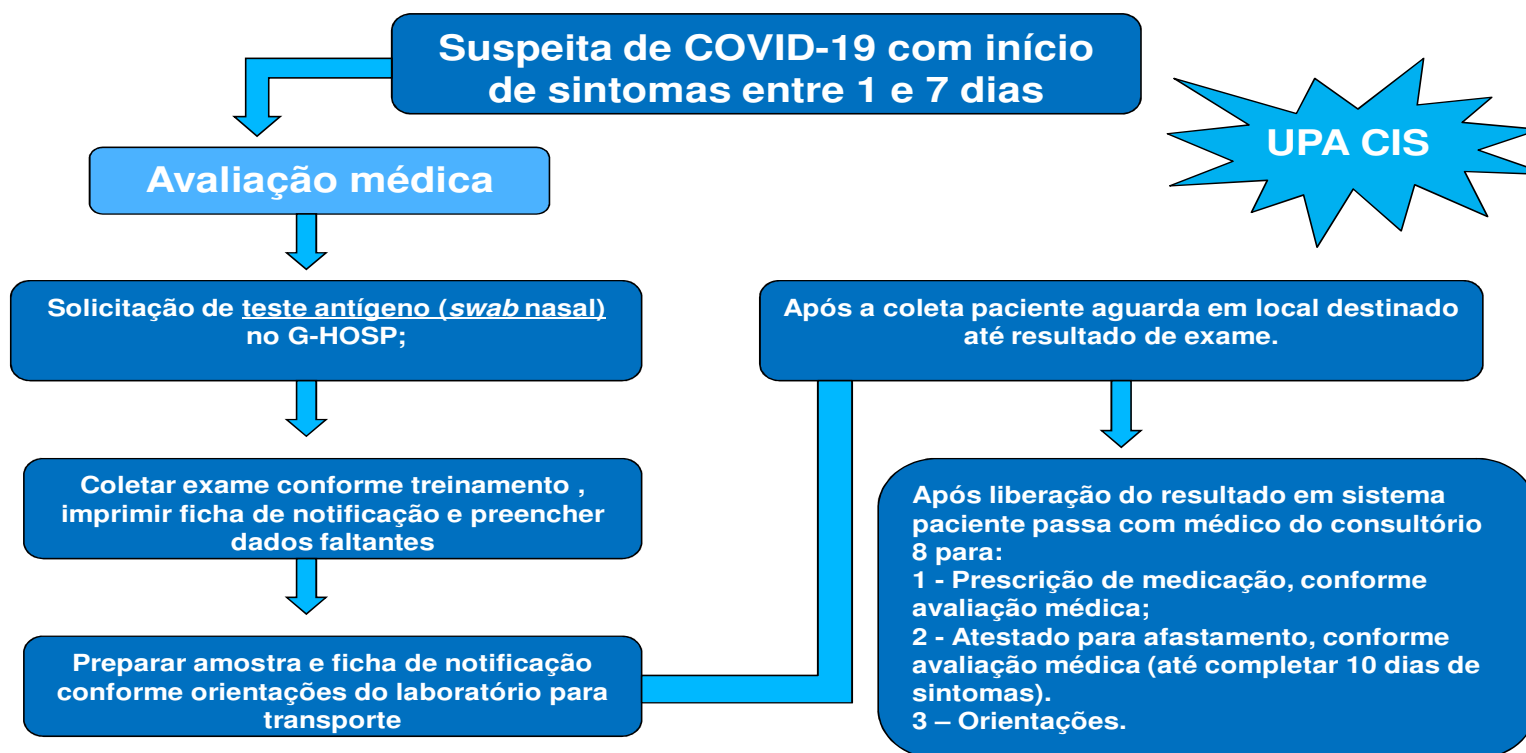 Suspeita de COVID-19 com início
de sintomas entre 1 e 7 dias
UPA CIS
Avaliação médica
Solicitação de teste antígeno (swab nasal)
no G-HOSP;
Coletar exame conforme treinamento ,
imprimir ficha de notificação e preencher
dados faltantes
Preparar amostra e ficha de notificação
conforme orientações do laboratório para
transporte
Após a coleta paciente aguarda em local destinado
até resultado de exame.
Após liberação do resultado em sistema
paciente passa com médico do consultório
8 para:
1 - Prescrição de medicação, conforme
avaliação médica;
2 - Atestado para afastamento, conforme
avaliação médica (até completar 10 dias de
sintomas).
3 – Orientações.